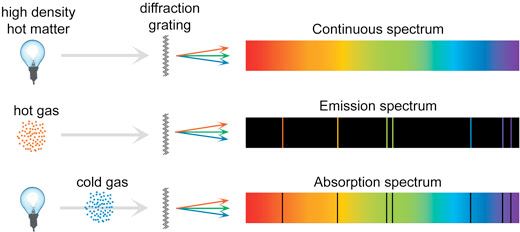 high density
hot matter
diffraction
grating
Continuous spectrum
hot gas
Emission spectrum
cold gas
Absorption spectrum